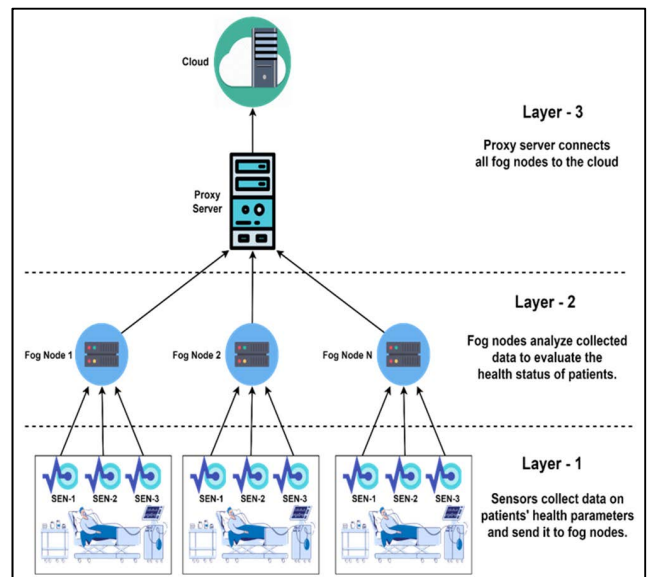 Cloud
Layer - 3
Proxy server connects
all fog nodes to the cloud
Proxy
Server
Layer - 2
Fog nodes analyze collected
data to evaluate the
health status of patients.
Fog Node 1
Fog Node 2
Fog Node N
Layer - 1
Sensors collect data on
patients' health parameters
and send it to fog nodes.
SEN-1 SEN-2 SEN-3
SEN-1 SEN-2 SEN-3
SEN-1 SEN-2 SEN-3